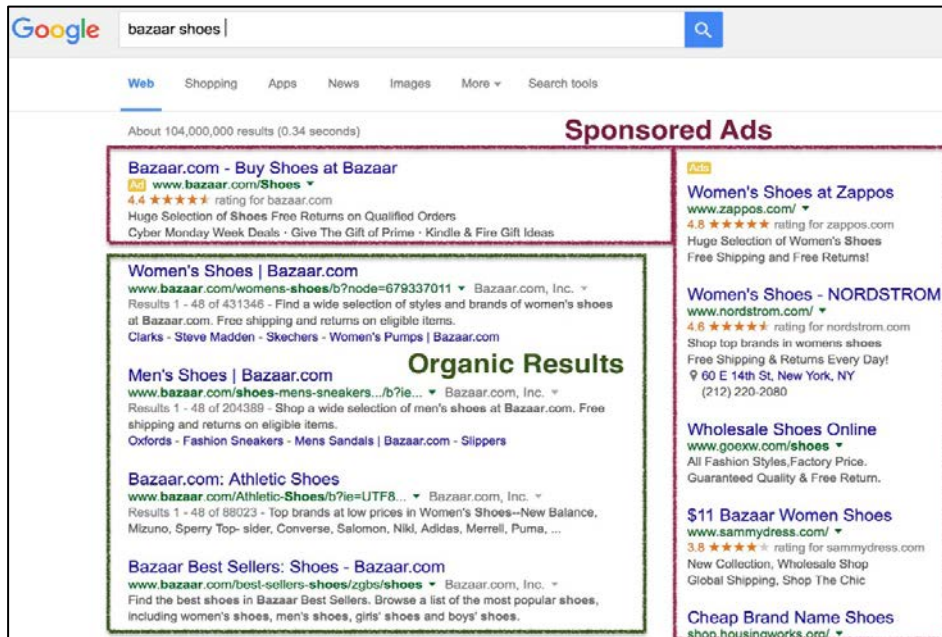 Google
bazaar shoes
Web Shopping Apps News Images More Search tools
About 104,000,000 results (0.34 seconds)
Sponsored Ads
Bazaar.com - Buy Shoes at Bazaar
Ad www.bazaar.com/Shoes
4.4 ★★★★★ rating for bazaar.com
Huge Selection of Shoes Free Returns on Qualified Orders
Cyber Monday Week Deals · Give The Gift of Prime · Kindle & Fire Gift Ideas
Women's Shoes | Bazaar.com
www.bazaar.com/womens-shoes/b?node=679337011 Bazaar.com, Inc.
Results 1 - 48 of 431346 - Find a wide selection of styles and brands of women's shoes
at Bazaar.com. Free shipping and returns on eligible items.
Clarks - Steve Madden - Skechers - Women's Pumps | Bazaar.com
Organic Results
Men's Shoes | Bazaar.com
www.bazaar.com/shoes-mens-sneakers.../b?ie... Bazaar.com, Inc.
Results 1 - 48 of 204389 - Shop a wide selection of men's shoes at Bazaar.com. Free
shipping and returns on eligible items.
Oxfords - Fashion Sneakers - Mens Sandals | Bazaar.com - Slippers
Bazaar.com: Athletic Shoes
www.bazaar.com/Athletic-Shoes/b?ie=UTF8... Bazaar.com, Inc.
Results 1 - 48 of 88023 - Top brands at low prices in Women's Shoes--New Balance,
Mizuno, Sperry Top- sider, Converse, Salomon, Nikl, Adidas, Merrell, Puma, ...
Bazaar Best Sellers: Shoes - Bazaar.com
www.bazaar.com/best-sellers-shoes/zgbs/shoes Bazaar.com, Inc.
Find the best shoes in Bazaar Best Sellers. Browse a list of the most popular shoes,
including women's shoes, men's shoes, girls' shoes and boys' shoes.
Ads
Women's Shoes at Zappos
www.zappos.com/
4.8 ★★★★★ rating for zappos.com
Huge Selection of Women's Shoes
Free Shipping and Free Returns!
Women's Shoes - NORDSTROM
www.nordstrom.com/
4.6 ★★★★★ rating for nordstrom.com
Shop top brands in womens shoes
Free Shipping & Returns Every Day!
60 E 14th St, New York, NY
(212) 220-2080
Wholesale Shoes Online
www.goexw.com/shoes
All Fashion Styles,Factory Price.
Guaranteed Quality & Free Return.
$11 Bazaar Women Shoes
www.sammydress.com/
3.8 ★★★★★ rating for sammydress.com
New Collection, Wholesale Shop
Global Shipping, Shop The Chic
Cheap Brand Name Shoes
shop.housingworks.org/